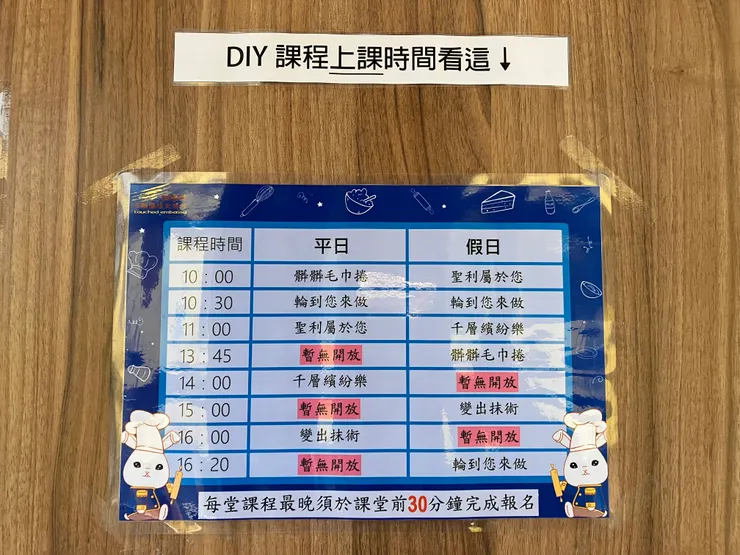 DIY 課程上課時間看這↓
touched embassy
課程時間 平日 假日
10：00 髒髒毛巾捲 聖利屬於您
10：30 輪到您來做 輪到您來做
11：00 聖利屬於您 千層繽紛樂
13：45 暫無開放 髒髒毛巾捲
14：00 千層繽紛樂 暫無開放
15：00 暫無開放 變出抹術
16：00 變出抹術 暫無開放
16：20 暫無開放 輪到您來做
每堂課程最晚須於課堂前30分鐘完成報名